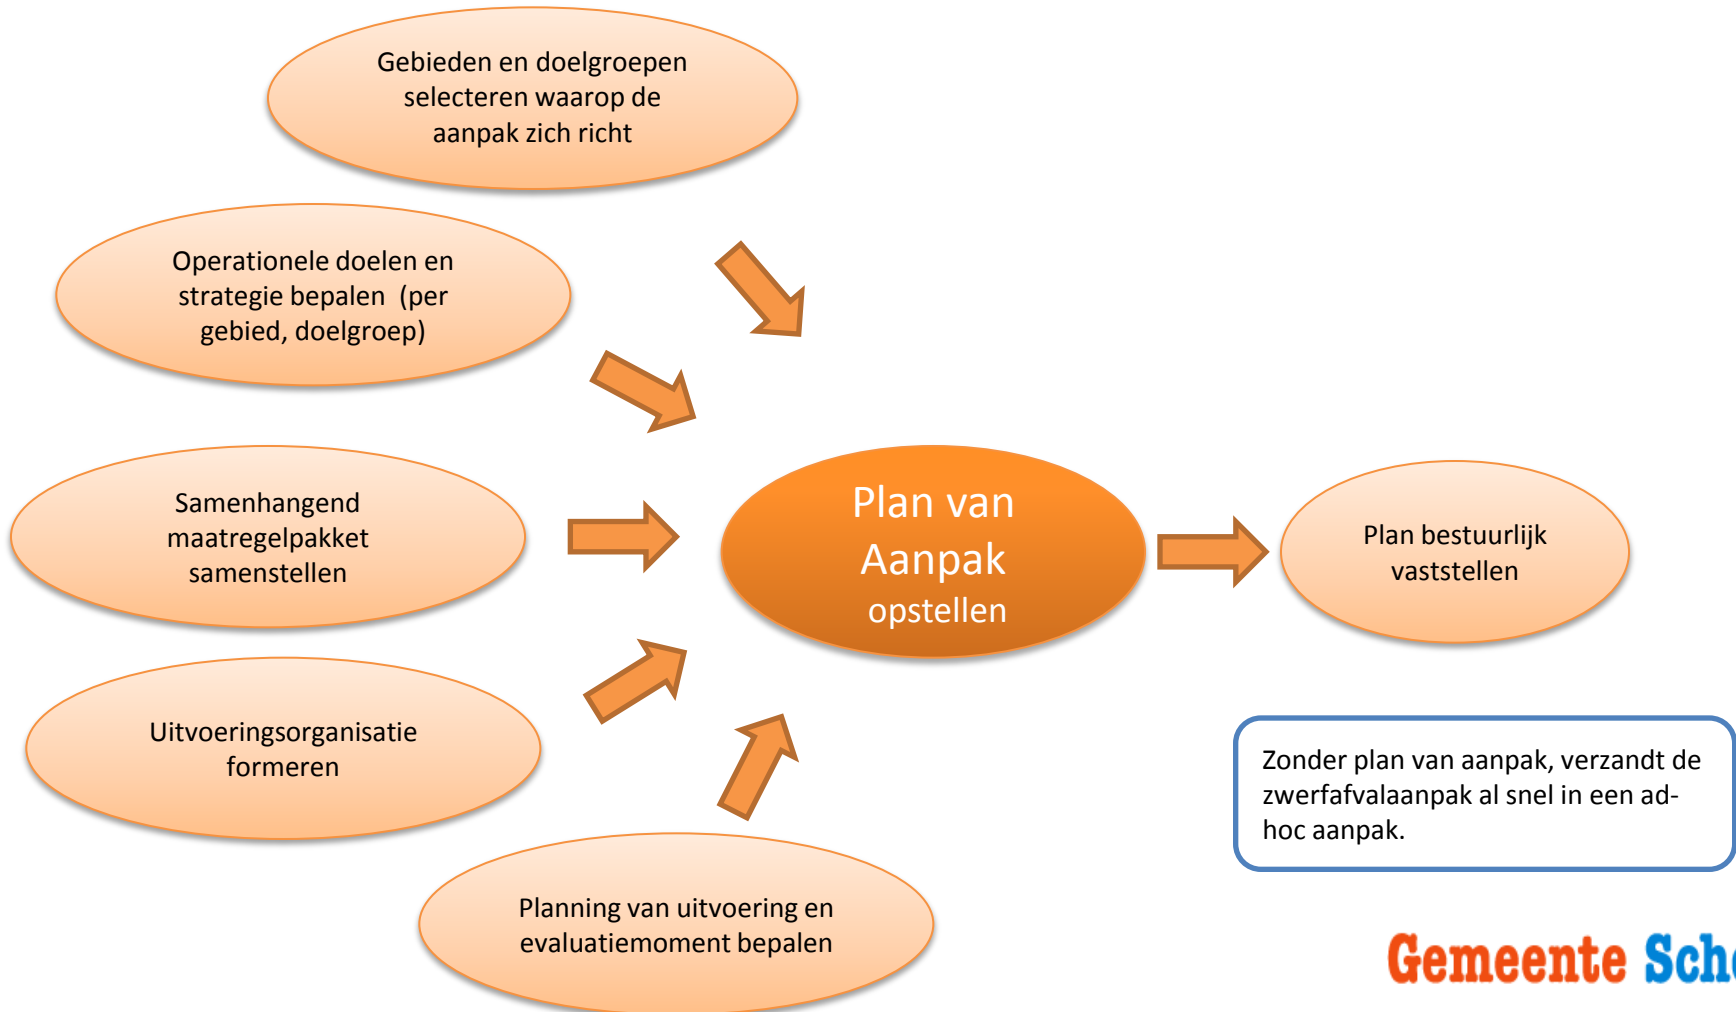 Gebieden en doelgroepen
selecteren waarop de
aanpak zich richt
Operationele doelen en
strategie bepalen (per
gebied, doelgroep)
Samenhangend
maatregelpakket
samenstellen
Uitvoeringsorganisatie
formeren
Planning van uitvoering en
evaluatiemoment bepalen
Plan van
Aanpak
opstellen
Plan bestuurlijk
vaststellen
Zonder plan van aanpak, verzandt de
zwerfafvalaanpak al snel in een ad-
hoc aanpak.
Gemeente